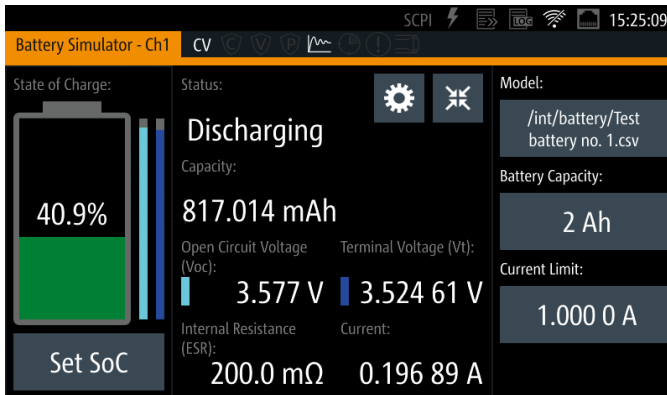 SCPI LOG 15:25:09
Battery Simulator - Ch1 CV C V P
State of Charge:
40.9%
Set SoC
Status:
Discharging
Capacity:
817.014 mAh
Open Circuit Voltage
(Voc):
3.577 V
Terminal Voltage (Vt):
3.524 61 V
Internal Resistance
(ESR):
200.0 mΩ
Current:
0.196 89 A
Model:
/int/battery/Test
battery no. 1.csv
Battery Capacity:
2 Ah
Current Limit:
1.000 0 A